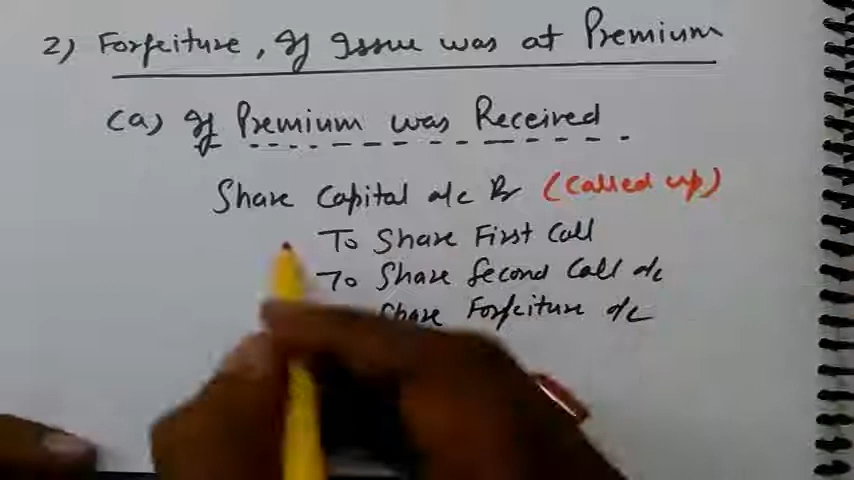 2) Forfeiture, If Issue was at Premium
(a) If Premium was Received
Share Capital a/c Dr (Called up)
To Share First Call
To Share Second Call a/c
Share Forfeiture a/c